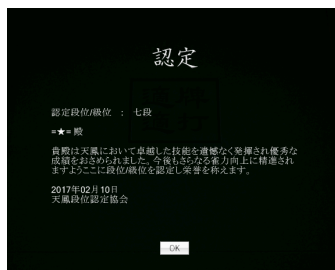 認定
認定段位/級位 ： 七段
=★= 殿
貴殿は天鳳において卓越した技能を遺憾なく発揮され優秀な
成績をおさめられました。今後もさらなる雀力向上に精進され
ますようここに段位/級位を認定し栄誉を称えます。
2017年02月10日
天鳳段位認定協会
OK